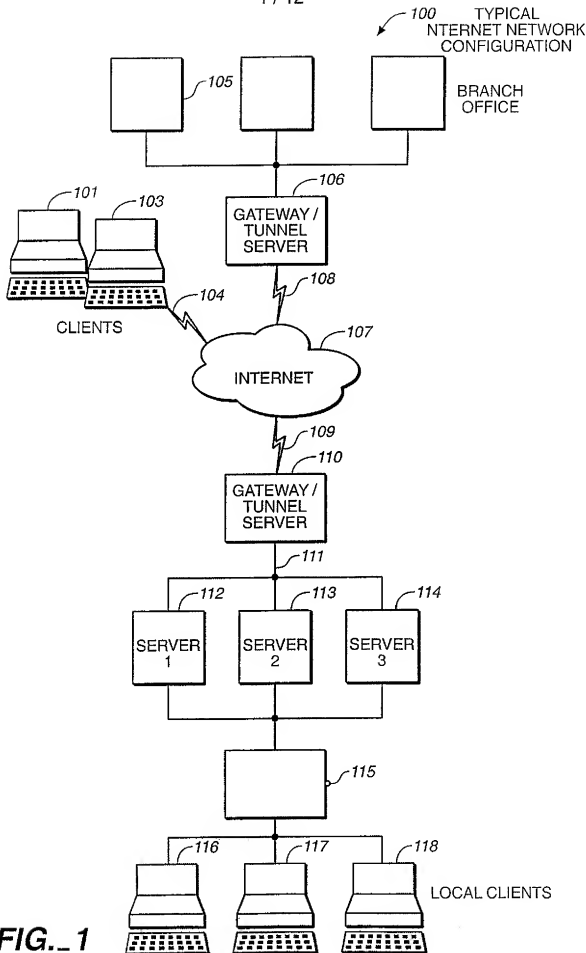 1 / 12
100
TYPICAL
NTERNET NETWORK
CONFIGURATION
105
BRANCH
OFFICE
106
GATEWAY /
TUNNEL
SERVER
101
103
104
CLIENTS
108
107
INTERNET
109
110
GATEWAY /
TUNNEL
SERVER
111
112
113
114
SERVER
1
SERVER
2
SERVER
3
115
116
117
118
LOCAL CLIENTS
FIG._1